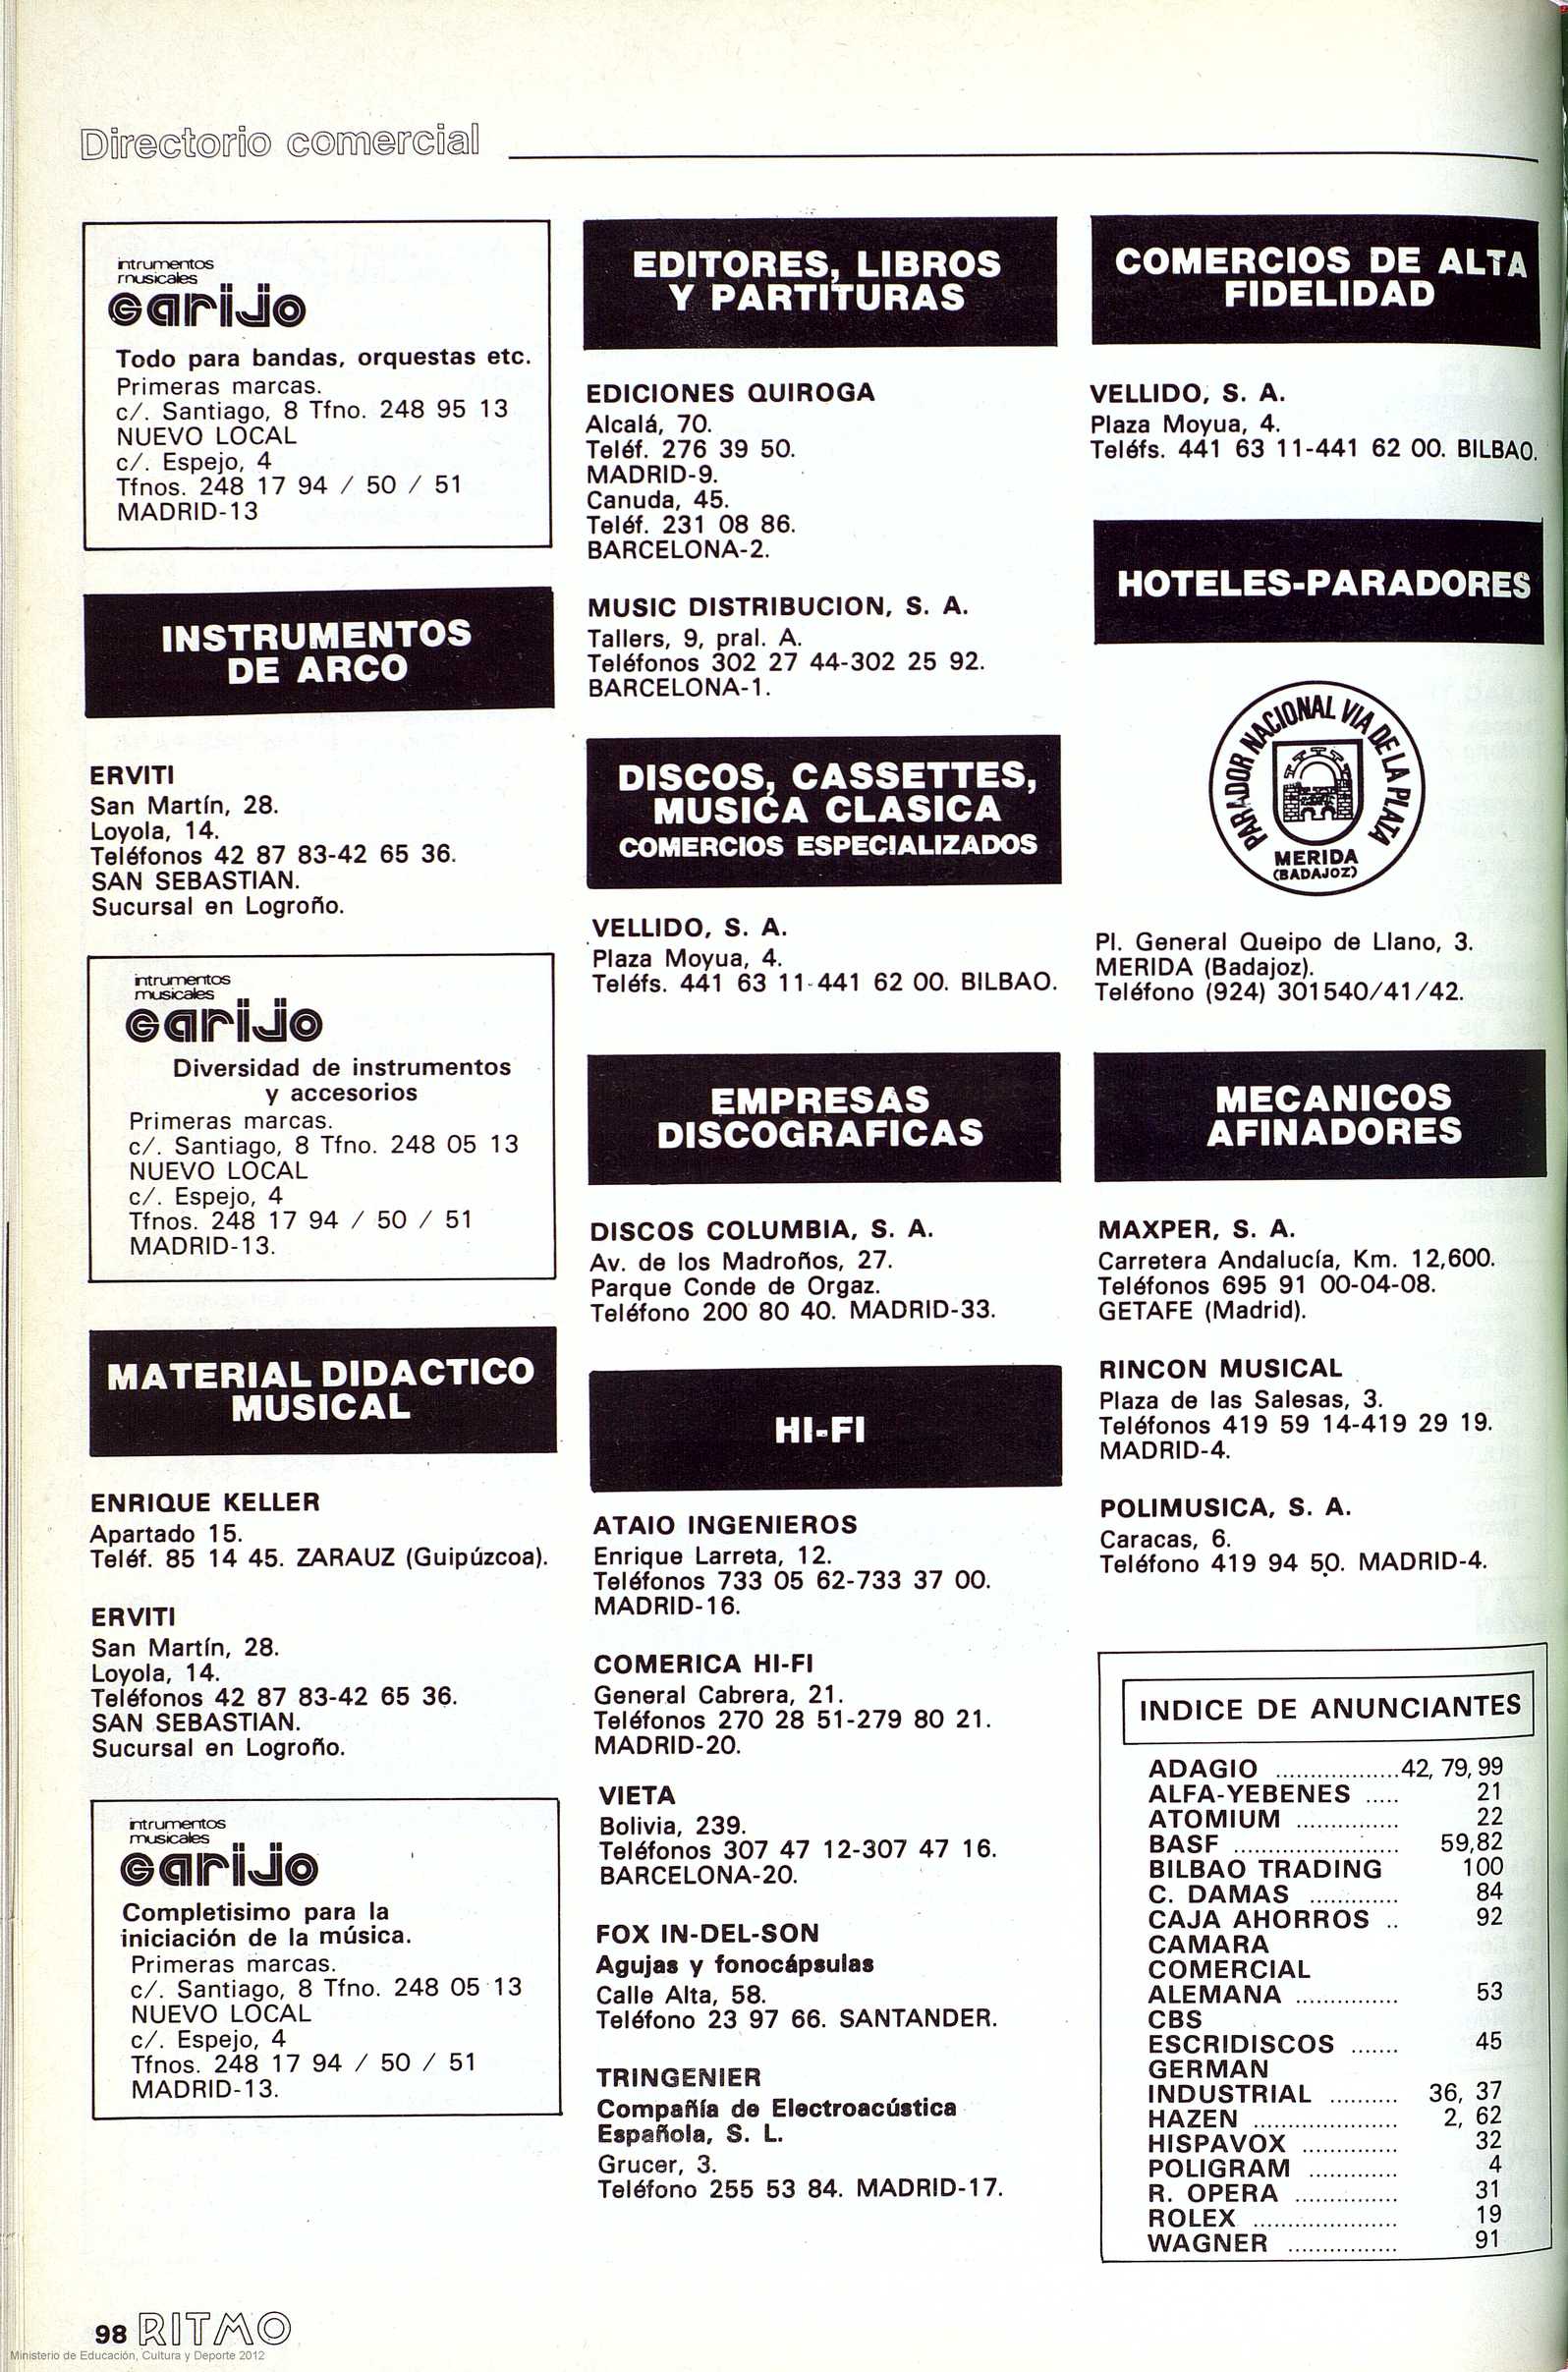 Directorio comercial
intrumentos
musicales
Garijo
Todo para bandas, orquestas etc.
Primeras marcas.
c/. Santiago, 8 Tfno. 248 95 13
NUEVO LOCAL
c/. Espejo, 4
Tfnos. 248 17 94 / 50 / 51
MADRID-13
INSTRUMENTOS
DE ARCO
ERVITI
San Martín, 28.
Loyola, 14.
Teléfonos 42 87 83-42 65 36.
SAN SEBASTIAN.
Sucursal en Logroño.
intrumentos
musicales
Garijo
Diversidad de instrumentos
y accesorios
Primeras marcas.
c/. Santiago, 8 Tfno. 248 05 13
NUEVO LOCAL
c/. Espejo, 4
Tfnos. 248 17 94 / 50 / 51
MADRID-13.
MATERIAL DIDACTICO
MUSICAL
ENRIQUE KELLER
Apartado 15.
Teléf. 85 14 45. ZARAUZ (Guipúzcoa).
ERVITI
San Martín, 28.
Loyola, 14.
Teléfonos 42 87 83-42 65 36.
SAN SEBASTIAN.
Sucursal en Logroño.
intrumentos
musicales
Garijo
Completisimo para la
iniciación de la música.
Primeras marcas.
c/. Santiago, 8 Tfno. 248 05 13
NUEVO LOCAL
c/. Espejo, 4
Tfnos. 248 17 94 / 50 / 51
MADRID-13.
EDITORES, LIBROS
Y PARTITURAS
EDICIONES QUIROGA
Alcalá, 70.
Teléf. 276 39 50.
MADRID-9.
Canuda, 45.
Teléf. 231 08 86.
BARCELONA-2.
MUSIC DISTRIBUCION, S. A.
Tallers, 9, pral. A.
Teléfonos 302 27 44-302 25 92.
BARCELONA-1.
DISCOS, CASSETTES,
MUSICA CLASICA
COMERCIOS ESPECIALIZADOS
VELLIDO, S. A.
Plaza Moyua, 4.
Teléfs. 441 63 11-441 62 00. BILBAO.
EMPRESAS
DISCOGRAFICAS
DISCOS COLUMBIA, S. A.
Av. de los Madroños, 27.
Parque Conde de Orgaz.
Teléfono 200 80 40. MADRID-33.
HI-FI
ATAIO INGENIEROS
Enrique Larreta, 12.
Teléfonos 733 05 62-733 37 00.
MADRID-16.
COMERICA HI-FI
General Cabrera, 21.
Teléfonos 270 28 51-279 80 21.
MADRID-20.
VIETA
Bolivia, 239.
Teléfonos 307 47 12-307 47 16.
BARCELONA-20.
FOX IN-DEL-SON
Agujas y fonocápsulas
Calle Alta, 58.
Teléfono 23 97 66. SANTANDER.
TRINGENIER
Compañía de Electroacústica
Española, S. L.
Grucer, 3.
Teléfono 255 53 84. MADRID-17.
COMERCIOS DE ALTA
FIDELIDAD
VELLIDO, S. A.
Plaza Moyua, 4.
Teléfs. 441 63 11-441 62 00. BILBAO.
HOTELES-PARADORES
PARADOR NACIONAL VIA DE LA PLATA
MERIDA
(BADAJOZ)
Pl. General Queipo de Llano, 3.
MERIDA (Badajoz).
Teléfono (924) 301540/41/42.
MECANICOS
AFINADORES
MAXPER, S. A.
Carretera Andalucía, Km. 12,600.
Teléfonos 695 91 00-04-08.
GETAFE (Madrid).
RINCON MUSICAL
Plaza de las Salesas, 3.
Teléfonos 419 59 14-419 29 19.
MADRID-4.
POLIMUSICA, S. A.
Caracas, 6.
Teléfono 419 94 50. MADRID-4.
INDICE DE ANUNCIANTES
ADAGIO .................. 42, 79, 99
ALFA-YEBENES ..... 21
ATOMIUM ............... 22
BASF ........................ 59,82
BILBAO TRADING 100
C. DAMAS ............. 84
CAJA AHORROS .. 92
CAMARA
COMERCIAL
ALEMANA ............... 53
CBS
ESCRIDISCOS ....... 45
GERMAN
INDUSTRIAL .......... 36, 37
HAZEN ..................... 2, 62
HISPAVOX .............. 32
POLIGRAM ............. 4
R. OPERA ............... 31
ROLEX ..................... 19
WAGNER ................ 91
98 RITMO
Ministerio de Educación, Cultura y Deporte 2012